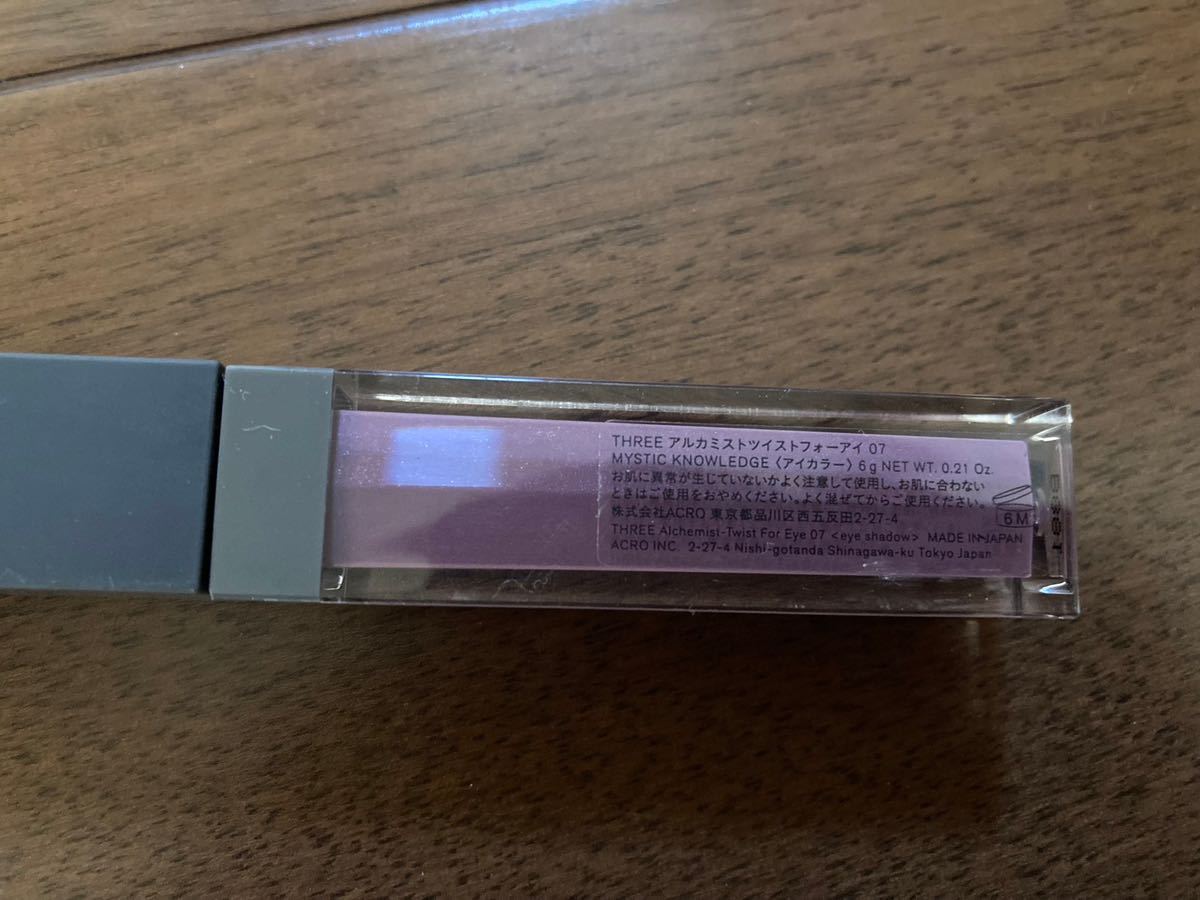 THREE アルカミストツイストフォーアイ 07
MYSTIC KNOWLEDGE〈アイカラー〉6g NET WT. 0.21 Oz.
お肌に異常が生じていないかよく注意して使用し、お肌に合わない
ときはご使用をおやめください。よく混ぜてからご使用ください。
株式会社ACRO 東京都品川区西五反田2-27-4
6M
THREE Alchemist-Twist For Eye 07 <eye shadow> MADE IN JAPAN
ACRO INC. 2-27-4 Nishi-gotanda Shinagawa-ku Tokyo Japan